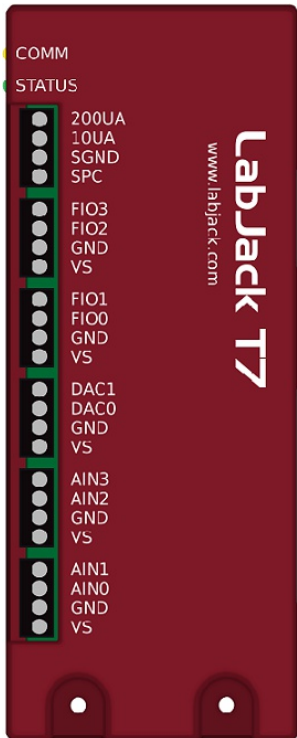 COMM
STATUS
200UA
10UA
SGND
SPC
FIO3
FIO2
GND
VS
FIO1
FIO0
GND
VS
DAC1
DAC0
GND
VS
AIN3
AIN2
GND
VS
AIN1
AIN0
GND
VS
LabJack T7
www.labjack.com